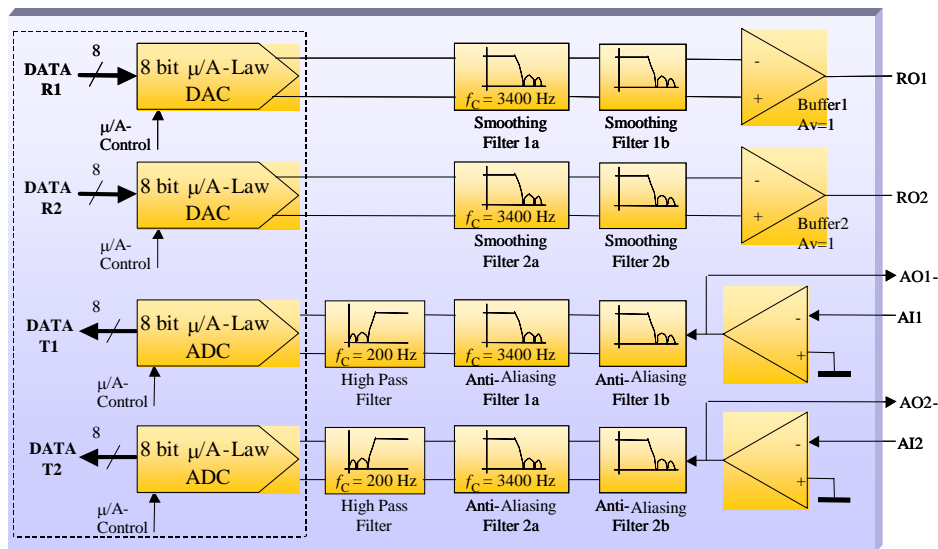 8
DATA
R1
8 bit μ/A-Law
DAC
μ/A-
Control
fC = 3400 Hz
Smoothing
Filter 1a
Smoothing
Filter 1b
-
+
Buffer1
Av=1
RO1
8
DATA
R2
8 bit μ/A-Law
DAC
μ/A-
Control
fC = 3400 Hz
Smoothing
Filter 2a
Smoothing
Filter 2b
-
+
Buffer2
Av=1
RO2
8
DATA
T1
8 bit μ/A-Law
ADC
μ/A-
Control
fC = 200 Hz
High Pass
Filter
fC = 3400 Hz
Anti-Aliasing
Filter 1a
Anti-Aliasing
Filter 1b
AO1-
-
+
AI1
8
DATA
T2
8 bit μ/A-Law
ADC
μ/A-
Control
fC = 200 Hz
High Pass
Filter
fC = 3400 Hz
Anti-Aliasing
Filter 2a
Anti-Aliasing
Filter 2b
AO2-
-
+
AI2